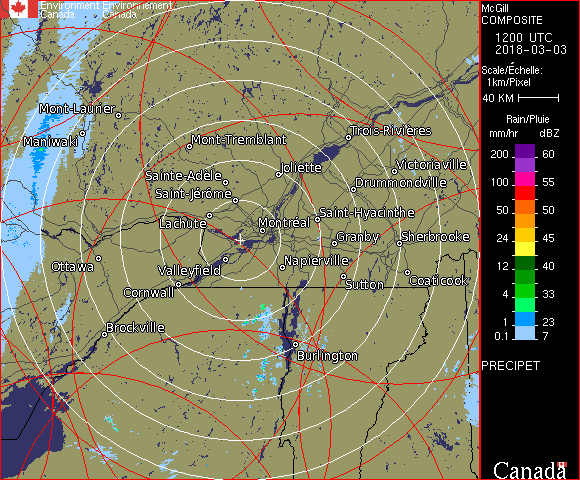 Environment Environnement
Canada Canada
McGill
COMPOSITE
1200 UTC
2018-03-03
Scale/Échelle:
1km/Pixel
40 KM
Rain/Pluie
mm/hr dBZ
200 60
150 57
100 55
50 50
24 45
12 40
4 33
1 23
0.1 7
PRECIPET
Canada
Mont-Laurier
Maniwaki
Mont-Tremblant
Trois-Rivières
Sainte-Adèle
Joliette
Victoriaville
Saint-Jérôme
Drummondville
Lachute
Montréal
Saint-Hyacinthe
Granby
Sherbrooke
Ottawa
Valleyfield
Napierville
Cornwall
Sutton
Coaticook
Brockville
Burlington